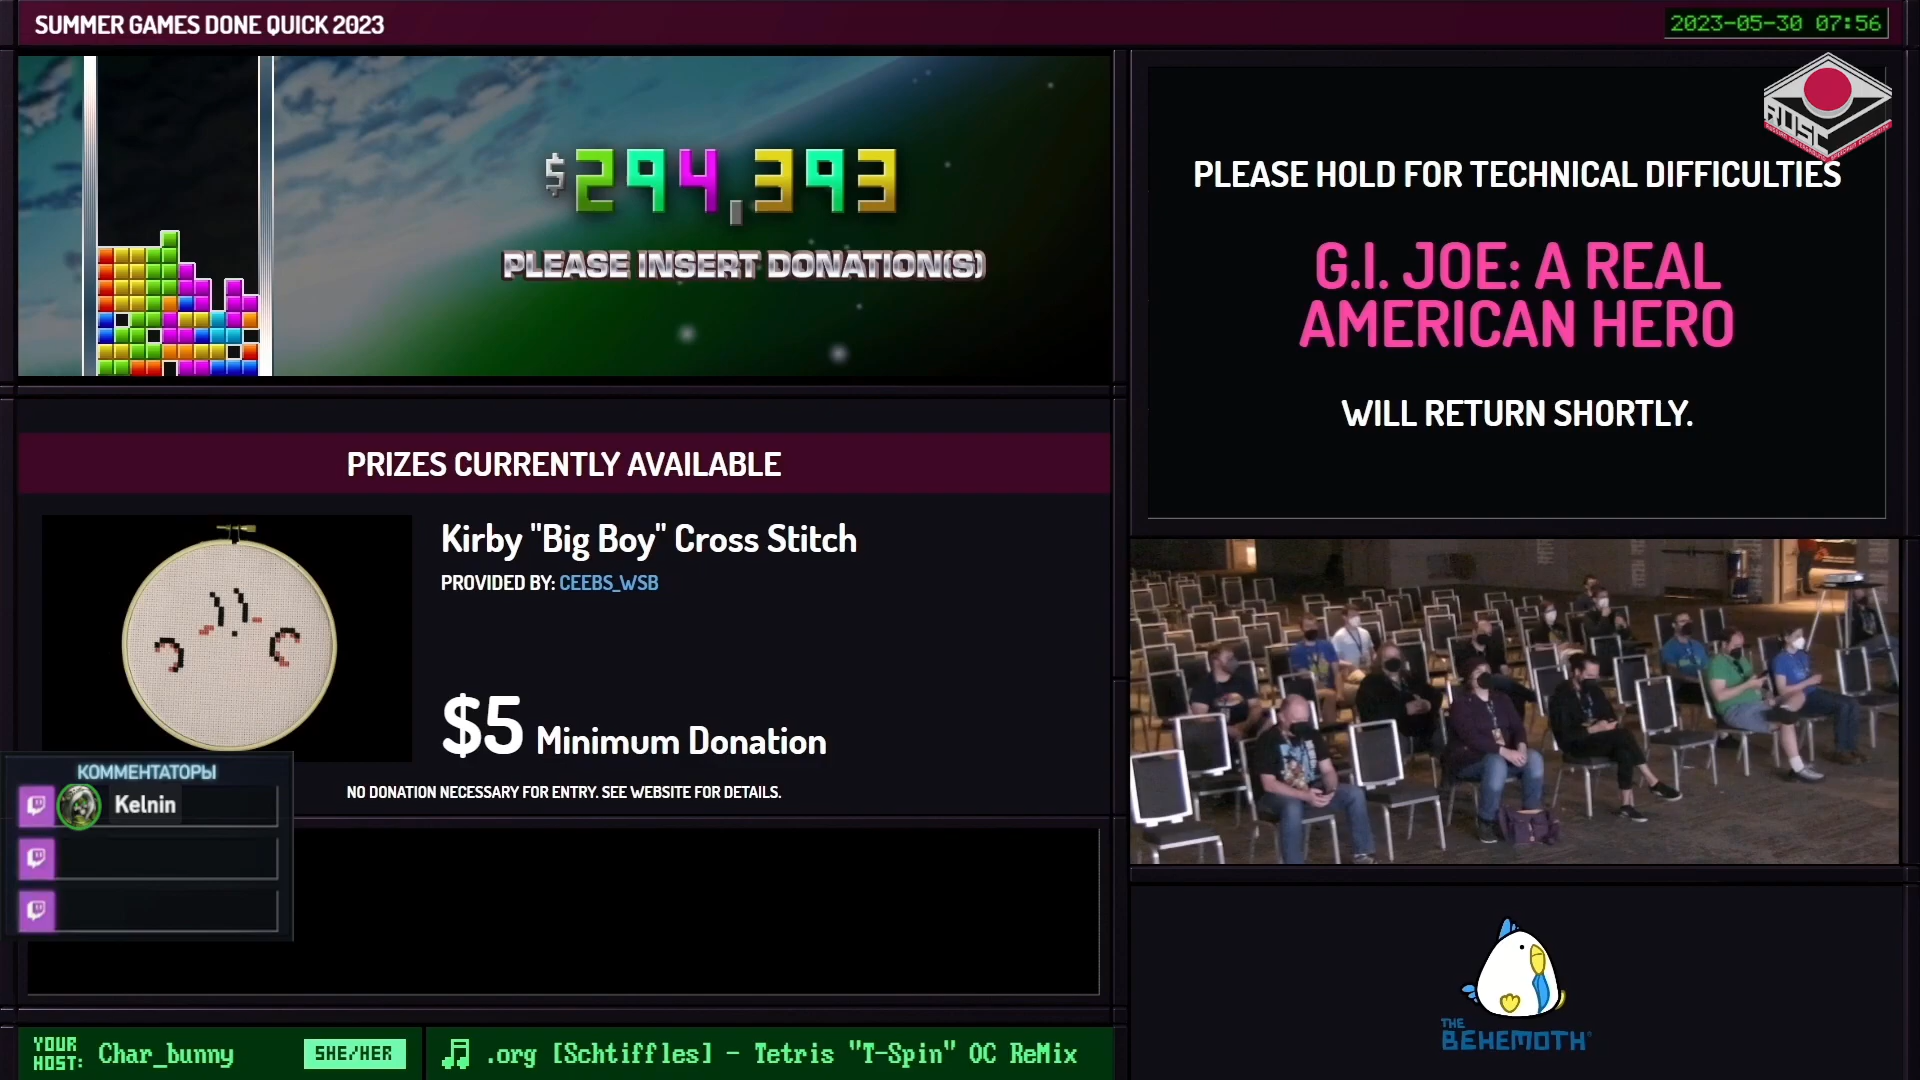 SUMMER GAMES DONE QUICK 2023
2023-05-30 07:56
$294,393
PLEASE INSERT DONATION(S)
RUSC
PLEASE HOLD FOR TECHNICAL DIFFICULTIES
G.I. JOE: A REAL
AMERICAN HERO
WILL RETURN SHORTLY.
PRIZES CURRENTLY AVAILABLE
Kirby "Big Boy" Cross Stitch
PROVIDED BY: CEEBS_WSB
$5 Minimum Donation
NO DONATION NECESSARY FOR ENTRY. SEE WEBSITE FOR DETAILS.
КОММЕНТАТОРЫ
Kelnin
YOUR
HOST: Char_bunny SHE/HER
.org [Schtiffles] - Tetris "T-Spin" OC ReMix
THE
BEHEMOTH